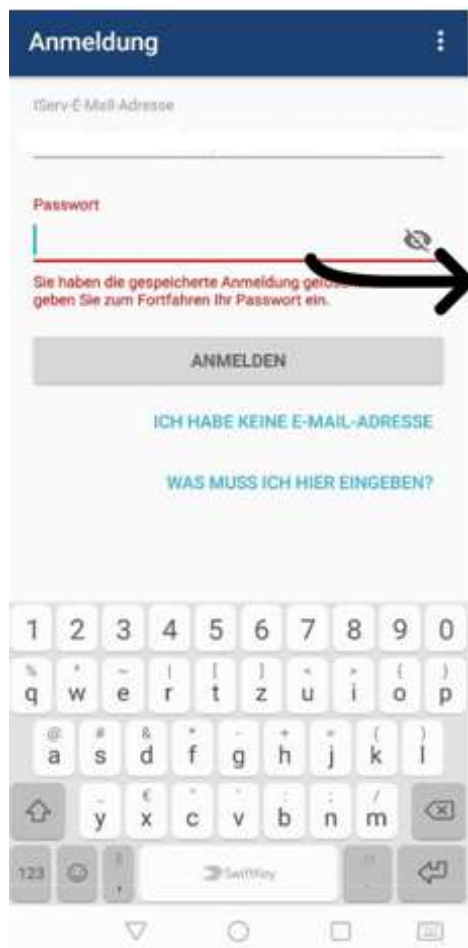 Anmeldung
IServ-E-Mail-Adresse
Passwort
Sie haben die gespeicherte Anmeldung
geben Sie zum Fortfahren Ihr Passwort ein.
ANMELDEN
ICH HABE KEINE E-MAIL-ADRESSE
WAS MUSS ICH HIER EINGEBEN?
1 2 3 4 5 6 7 8 9 0
q w e r t z u i o p
a s d f g h j k l
y x c v b n m
123 , SwiftKey .